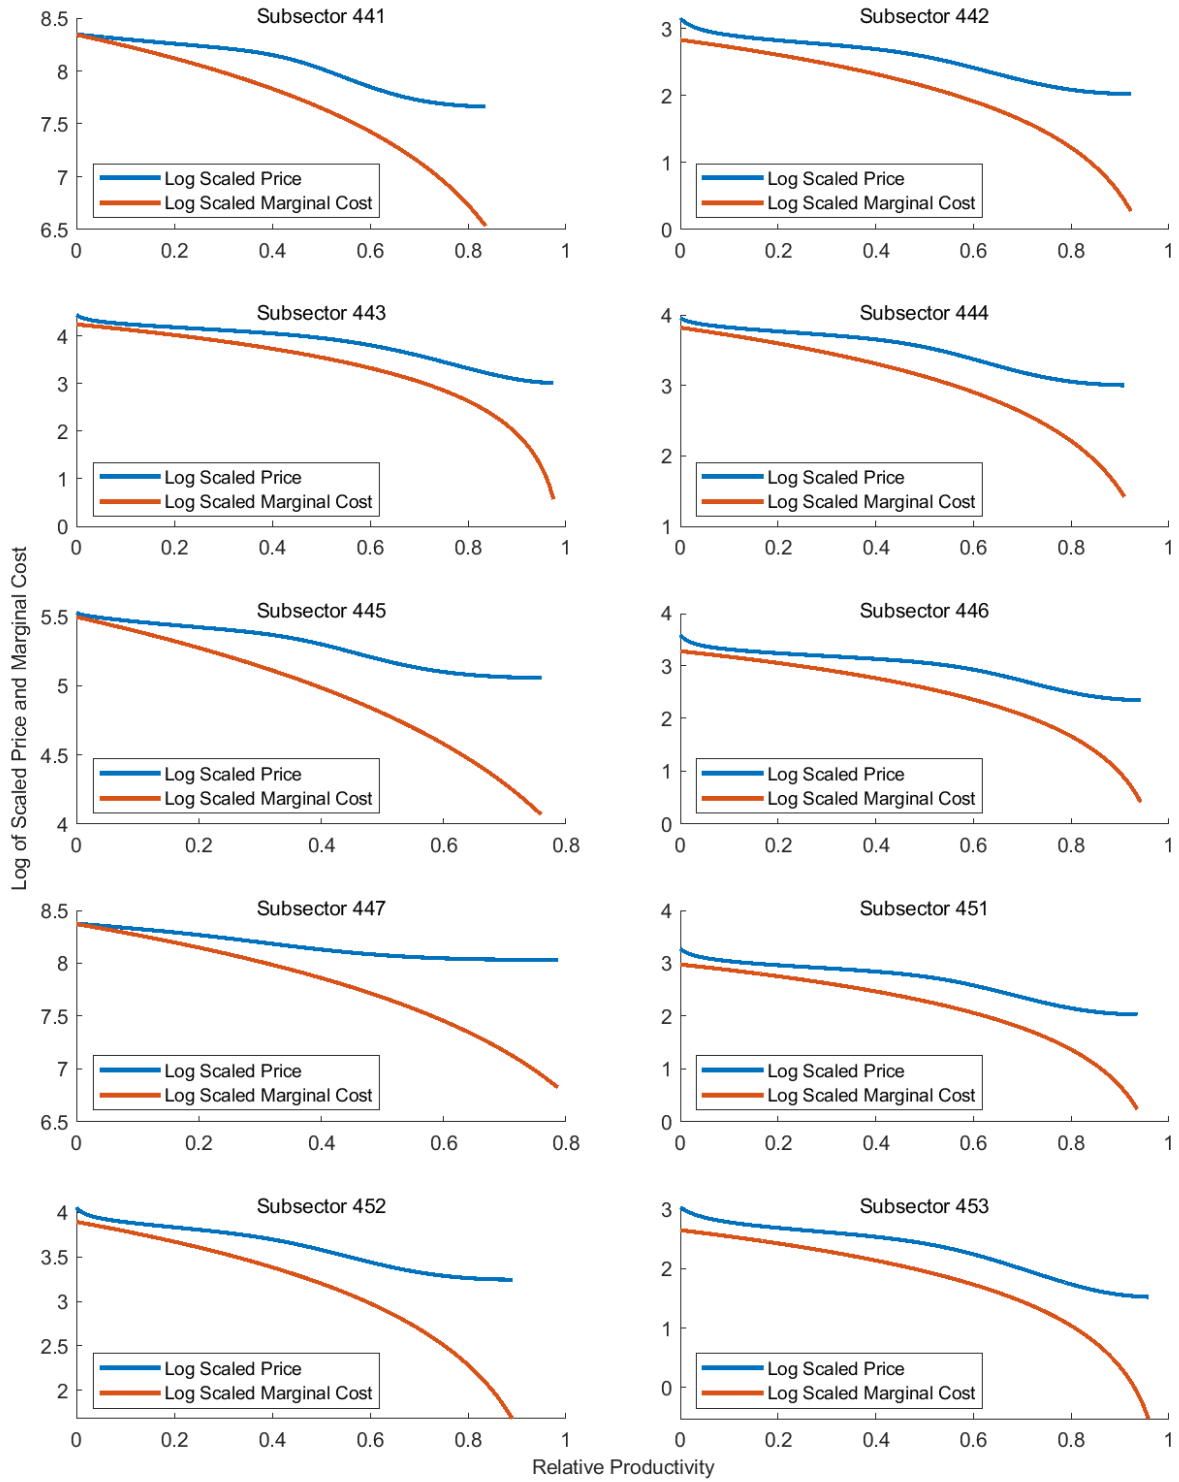 Log of Scaled Price and Marginal Cost
Subsector 441
8.5
8
7.5
7
6.5
Log Scaled Price
Log Scaled Marginal Cost
0 0.2 0.4 0.6 0.8 1
Subsector 442
3
2
1
0
Log Scaled Price
Log Scaled Marginal Cost
0 0.2 0.4 0.6 0.8 1
Subsector 443
4
3
2
1
0
Log Scaled Price
Log Scaled Marginal Cost
0 0.2 0.4 0.6 0.8 1
Subsector 444
4
3
2
1
Log Scaled Price
Log Scaled Marginal Cost
0 0.2 0.4 0.6 0.8 1
Subsector 445
5.5
5
4.5
4
Log Scaled Price
Log Scaled Marginal Cost
0 0.2 0.4 0.6 0.8
Subsector 446
4
3
2
1
0
Log Scaled Price
Log Scaled Marginal Cost
0 0.2 0.4 0.6 0.8 1
Subsector 447
8.5
8
7.5
7
6.5
Log Scaled Price
Log Scaled Marginal Cost
0 0.2 0.4 0.6 0.8
Subsector 451
4
3
2
1
0
Log Scaled Price
Log Scaled Marginal Cost
0 0.2 0.4 0.6 0.8 1
Subsector 452
4
3.5
3
2.5
2
Log Scaled Price
Log Scaled Marginal Cost
0 0.2 0.4 0.6 0.8 1
Subsector 453
3
2
1
0
Log Scaled Price
Log Scaled Marginal Cost
0 0.2 0.4 0.6 0.8 1
Relative Productivity